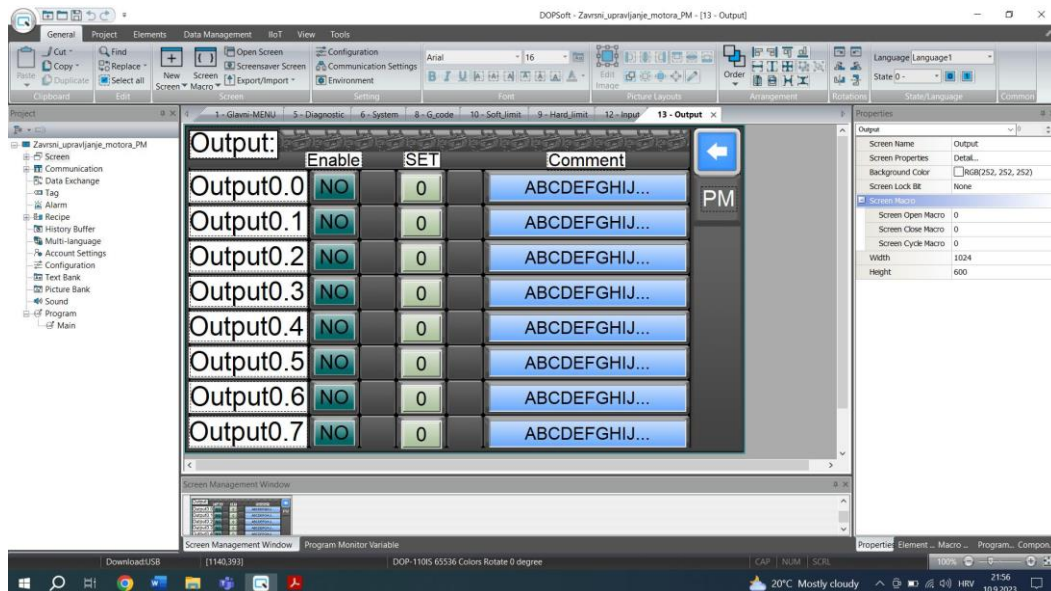 DOPSoft - Zavrsni_upravljanje_motora_PM - [13 - Output]
General Project Elements Data Management IIoT View Tools
Paste
Cut
Copy
Duplicate
Clipboard
Find
Replace
Select all
Edit
New Screen
Screen Macro
Open Screen
Screensaver Screen
Export/Import
Screen
Configuration
Communication Settings
Environment
Setting
Arial 16
B I U A
Font
Edit Image
Picture Layouts
Order
Arrangement
Rotations
Language Language1
State 0 -
State/Language
Common
Project
Zavrsni_upravljanje_motora_PM
Screen
Communication
Data Exchange
Tag
Alarm
Recipe
History Buffer
Multi-language
Account Settings
Configuration
Text Bank
Picture Bank
Sound
Program
Main
1 - Glavni-MENU 5 - Diagnostic 6 - System 8 - G_code 10 - Soft_limit 9 - Hard_limit 12 - Input 13 - Output ×
Output:
Enable SET Comment
Output0.0 NO 0 ABCDEFGHIJ...
PM
Output0.1 NO 0 ABCDEFGHIJ...
Output0.2 NO 0 ABCDEFGHIJ...
Output0.3 NO 0 ABCDEFGHIJ...
Output0.4 NO 0 ABCDEFGHIJ...
Output0.5 NO 0 ABCDEFGHIJ...
Output0.6 NO 0 ABCDEFGHIJ...
Output0.7 NO 0 ABCDEFGHIJ...
Properties
Output
Screen Name Output
Screen Properties Detail...
Background Color RGB(252, 252, 252)
Screen Lock Bit None
Screen Macro
Screen Open Macro 0
Screen Close Macro 0
Screen Cycle Macro 0
Width 1024
Height 600
Screen Management Window
Screen Management Window Program Monitor Variable
Properties Element ... Macro ... Program... Compon...
Download:USB [1140,393] DOP-110IS 65536 Colors Rotate 0 degree CAP NUM SCRL 100%
20°C Mostly cloudy HRV 21:56
10.9.2023.